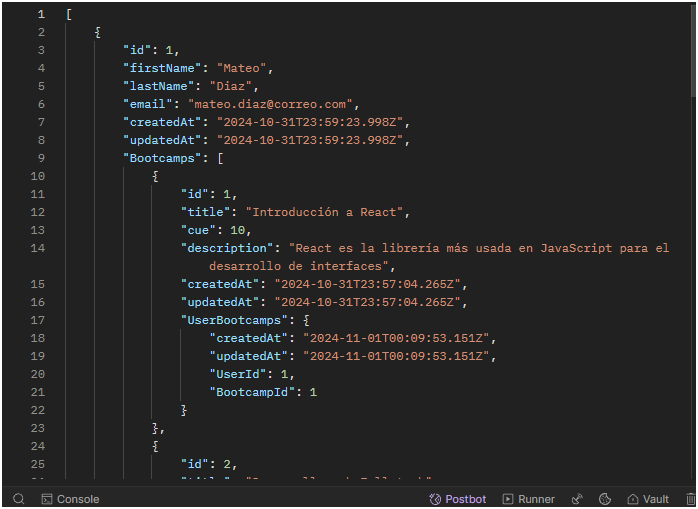 1 [
2 {
3 "id": 1,
4 "firstName": "Mateo",
5 "lastName": "Diaz",
6 "email": "mateo.diaz@correo.com",
7 "createdAt": "2024-10-31T23:59:23.998Z",
8 "updatedAt": "2024-10-31T23:59:23.998Z",
9 "Bootcamps": [
10 {
11 "id": 1,
12 "title": "Introducción a React",
13 "cue": 10,
14 "description": "React es la librería más usada en JavaScript para el
desarrollo de interfaces",
15 "createdAt": "2024-10-31T23:57:04.265Z",
16 "updatedAt": "2024-10-31T23:57:04.265Z",
17 "UserBootcamps": {
18 "createdAt": "2024-11-01T00:09:53.151Z",
19 "updatedAt": "2024-11-01T00:09:53.151Z",
20 "UserId": 1,
21 "BootcampId": 1
22 }
23 },
24 {
25 "id": 2,
Console Postbot Runner Vault